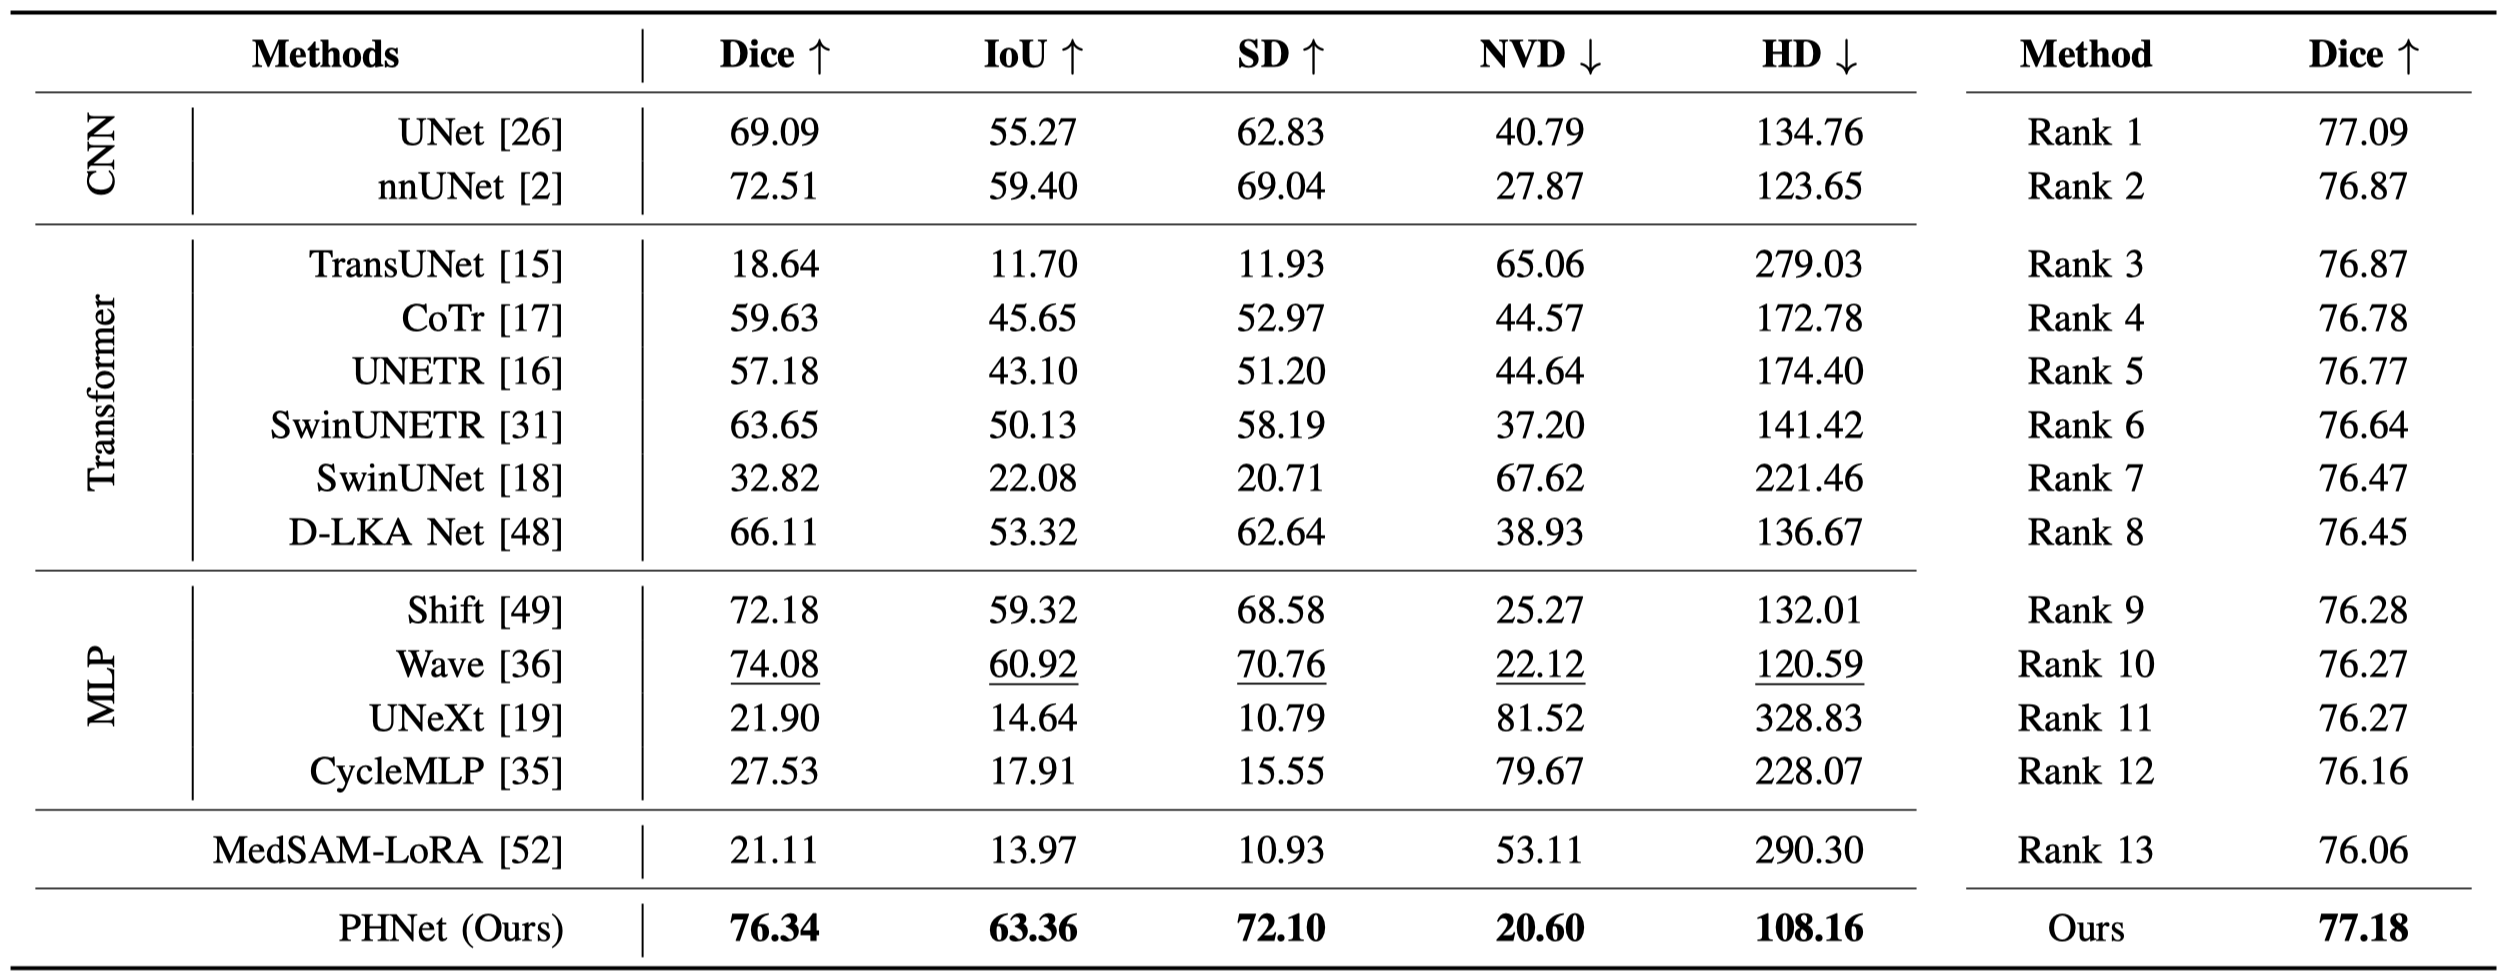 Methods Dice ↑ IoU ↑ SD ↑ NVD ↓ HD ↓ Method Dice ↑
CNN
UNet [26] 69.09 55.27 62.83 40.79 134.76 Rank 1 77.09
nnUNet [2] 72.51 59.40 69.04 27.87 123.65 Rank 2 76.87
Transformer
TransUNet [15] 18.64 11.70 11.93 65.06 279.03 Rank 3 76.87
CoTr [17] 59.63 45.65 52.97 44.57 172.78 Rank 4 76.78
UNETR [16] 57.18 43.10 51.20 44.64 174.40 Rank 5 76.77
SwinUNETR [31] 63.65 50.13 58.19 37.20 141.42 Rank 6 76.64
SwinUNet [18] 32.82 22.08 20.71 67.62 221.46 Rank 7 76.47
D-LKA Net [48] 66.11 53.32 62.64 38.93 136.67 Rank 8 76.45
MLP
Shift [49] 72.18 59.32 68.58 25.27 132.01 Rank 9 76.28
Wave [36] 74.08 60.92 70.76 22.12 120.59 Rank 10 76.27
UNeXt [19] 21.90 14.64 10.79 81.52 328.83 Rank 11 76.27
CycleMLP [35] 27.53 17.91 15.55 79.67 228.07 Rank 12 76.16
MedSAM-LoRA [52] 21.11 13.97 10.93 53.11 290.30 Rank 13 76.06
PHNet (Ours) 76.34 63.36 72.10 20.60 108.16 Ours 77.18